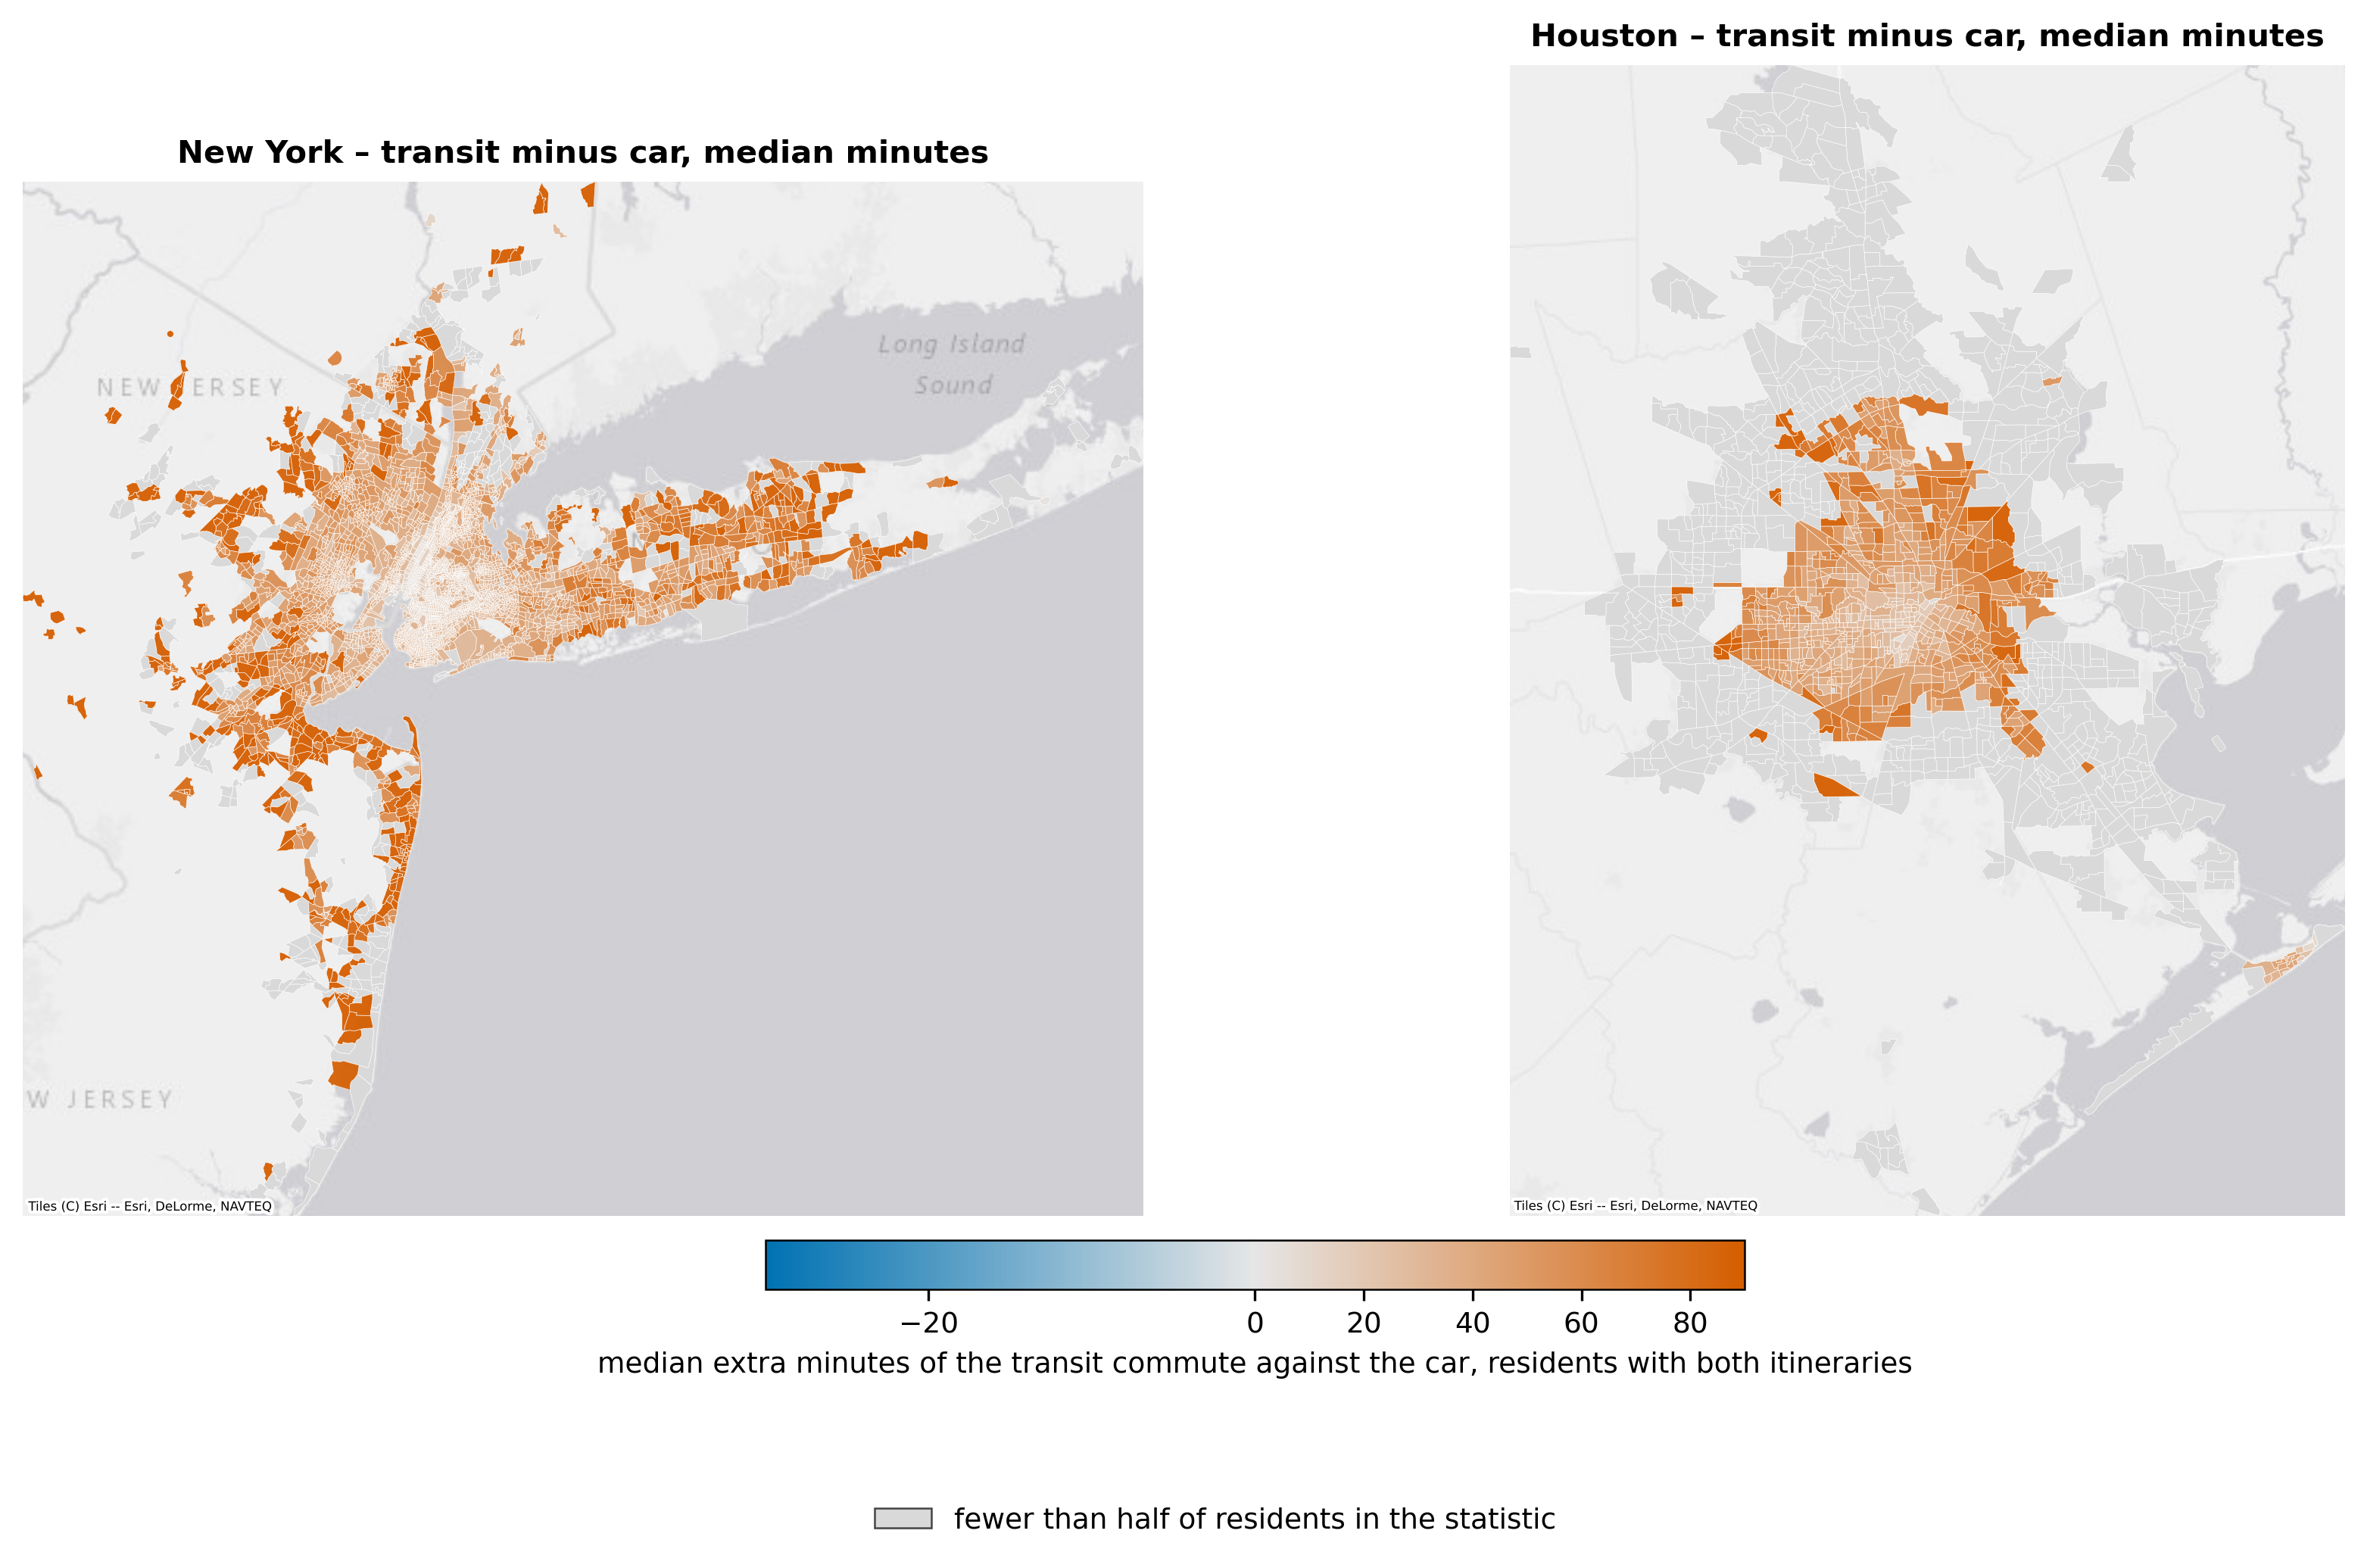 Houston – transit minus car, median minutes
New York – transit minus car, median minutes
Long Island
Sound
NEW JERSEY
W JERSEY
Tiles (C) Esri -- Esri, DeLorme, NAVTEQ
Tiles (C) Esri -- Esri, DeLorme, NAVTEQ
−20 0 20 40 60 80
median extra minutes of the transit commute against the car, residents with both itineraries
fewer than half of residents in the statistic